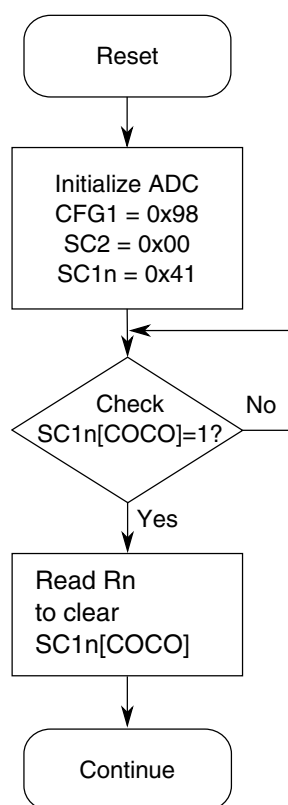 Reset
Initialize ADC
CFG1 = 0x98
SC2 = 0x00
SC1n = 0x41
Check
SC1n[COCO]=1?
No
Yes
Read Rn
to clear
SC1n[COCO]
Continue